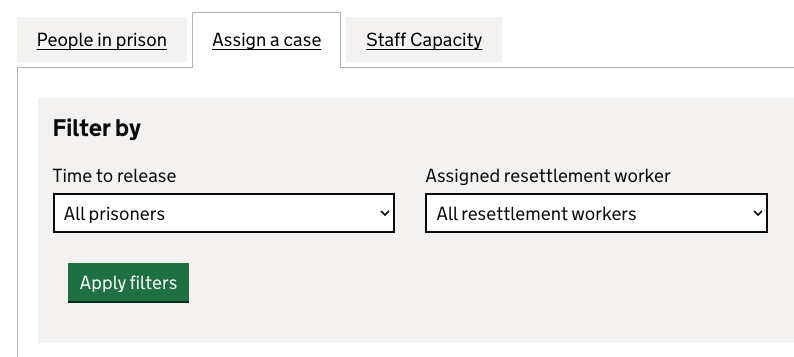 People in prison
Assign a case
Staff Capacity
Filter by
Time to release
Assigned resettlement worker
All prisoners
All resettlement workers
Apply filters